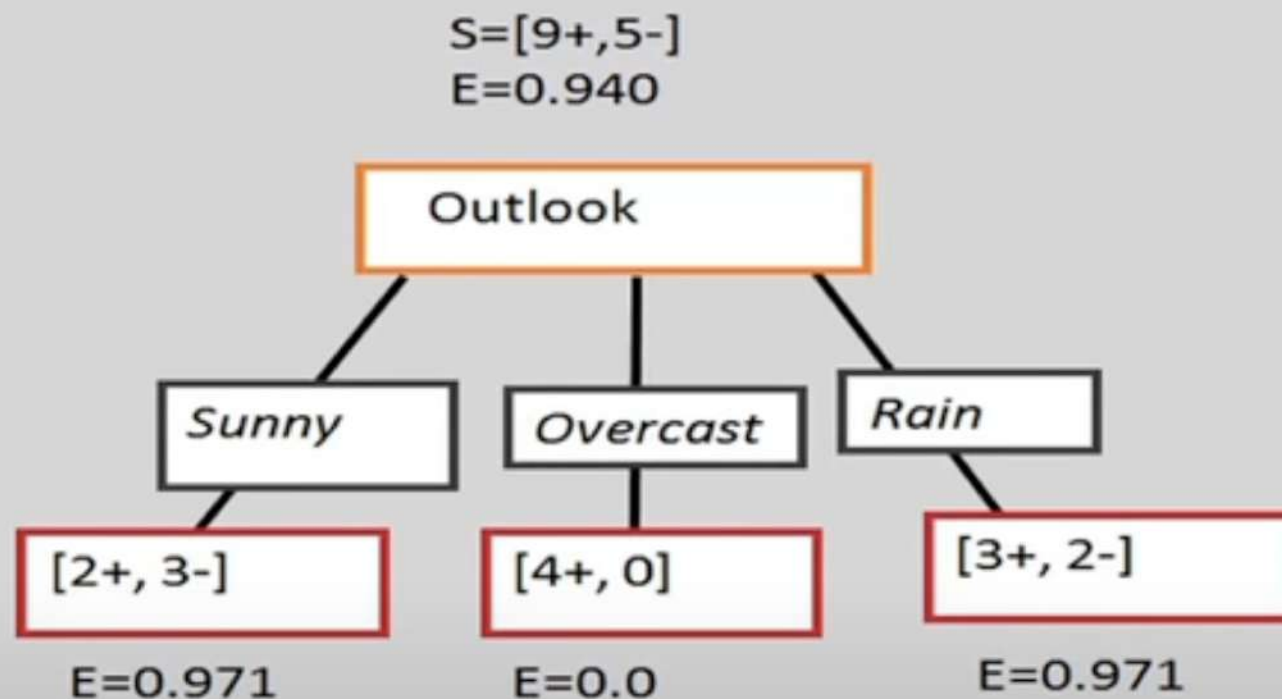 S=[9+,5-]
E=0.940
Outlook
Sunny
Overcast
Rain
[2+, 3-]
[4+, 0]
[3+, 2-]
E=0.971
E=0.0
E=0.971